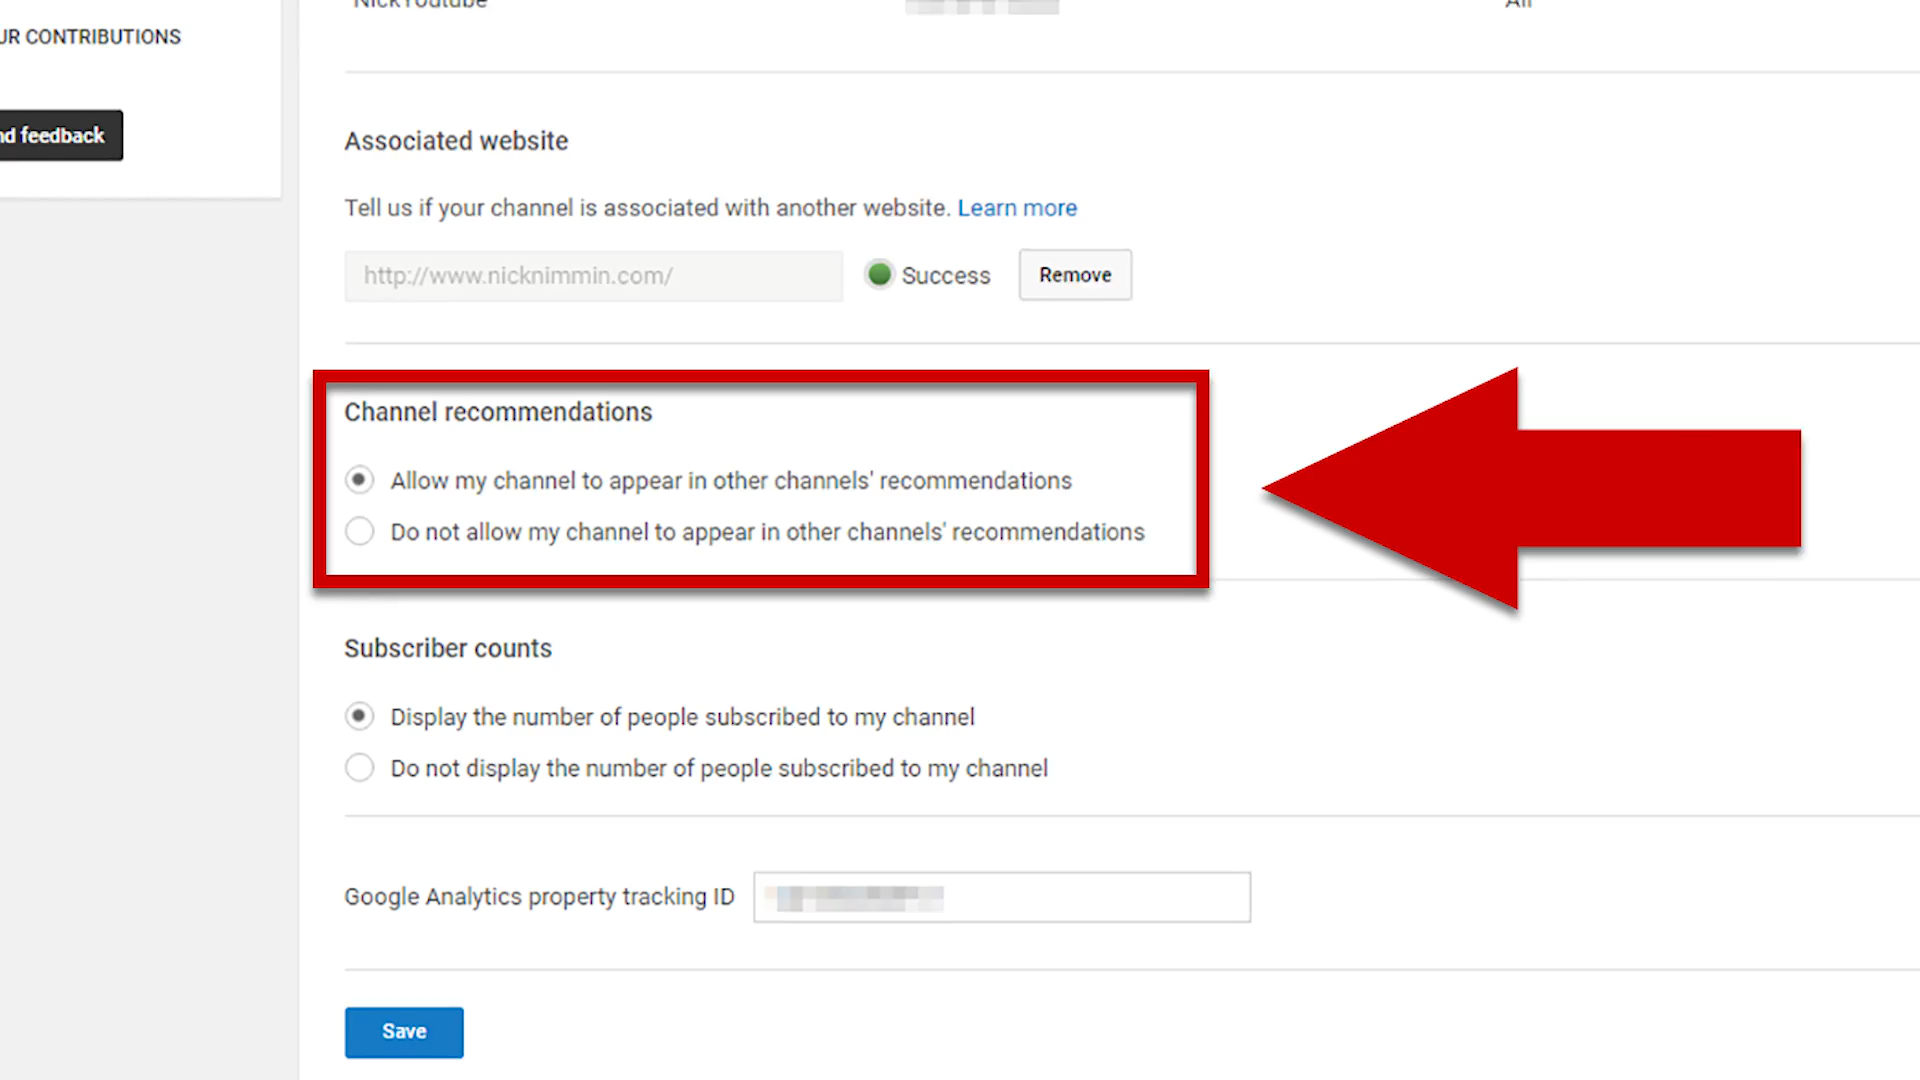 NickYoutube
All
UR CONTRIBUTIONS
nd feedback
Associated website
Tell us if your channel is associated with another website. Learn more
http://www.nicknimmin.com/
Success
Remove
Channel recommendations
Allow my channel to appear in other channels' recommendations
Do not allow my channel to appear in other channels' recommendations
Subscriber counts
Display the number of people subscribed to my channel
Do not display the number of people subscribed to my channel
Google Analytics property tracking ID
Save